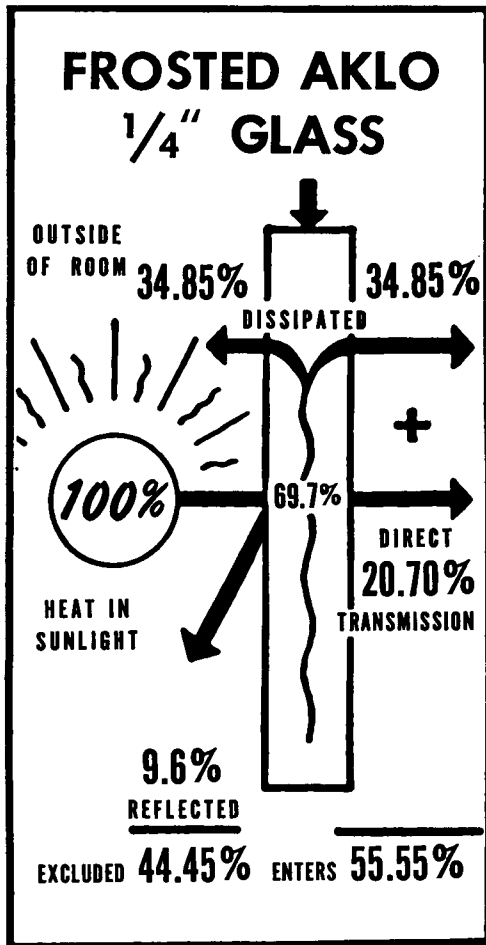 FROSTED AKLO
1/4" GLASS
OUTSIDE
OF ROOM
34.85%
34.85%
DISSIPATED
+
100%
69.7%
DIRECT
20.70%
TRANSMISSION
HEAT IN
SUNLIGHT
9.6%
REFLECTED
EXCLUDED 44.45% ENTERS 55.55%